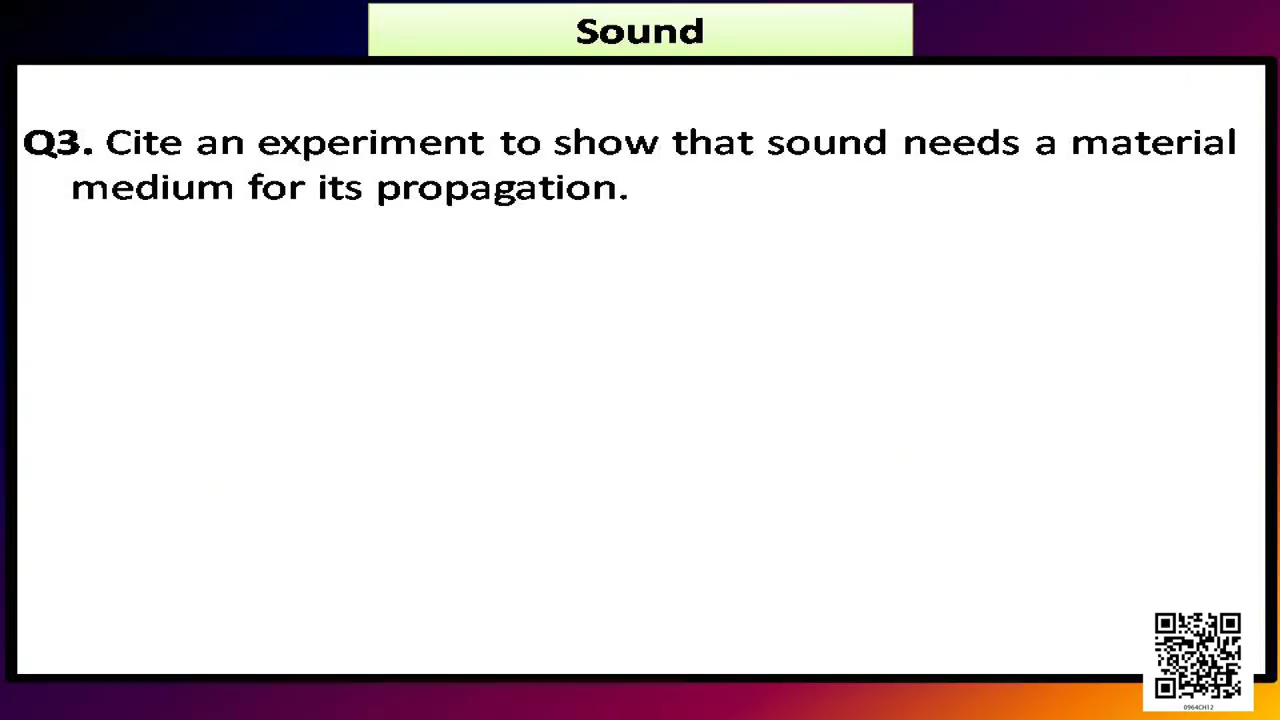 Sound
Q3. Cite an experiment to show that sound needs a material
medium for its propagation.
0964CH12